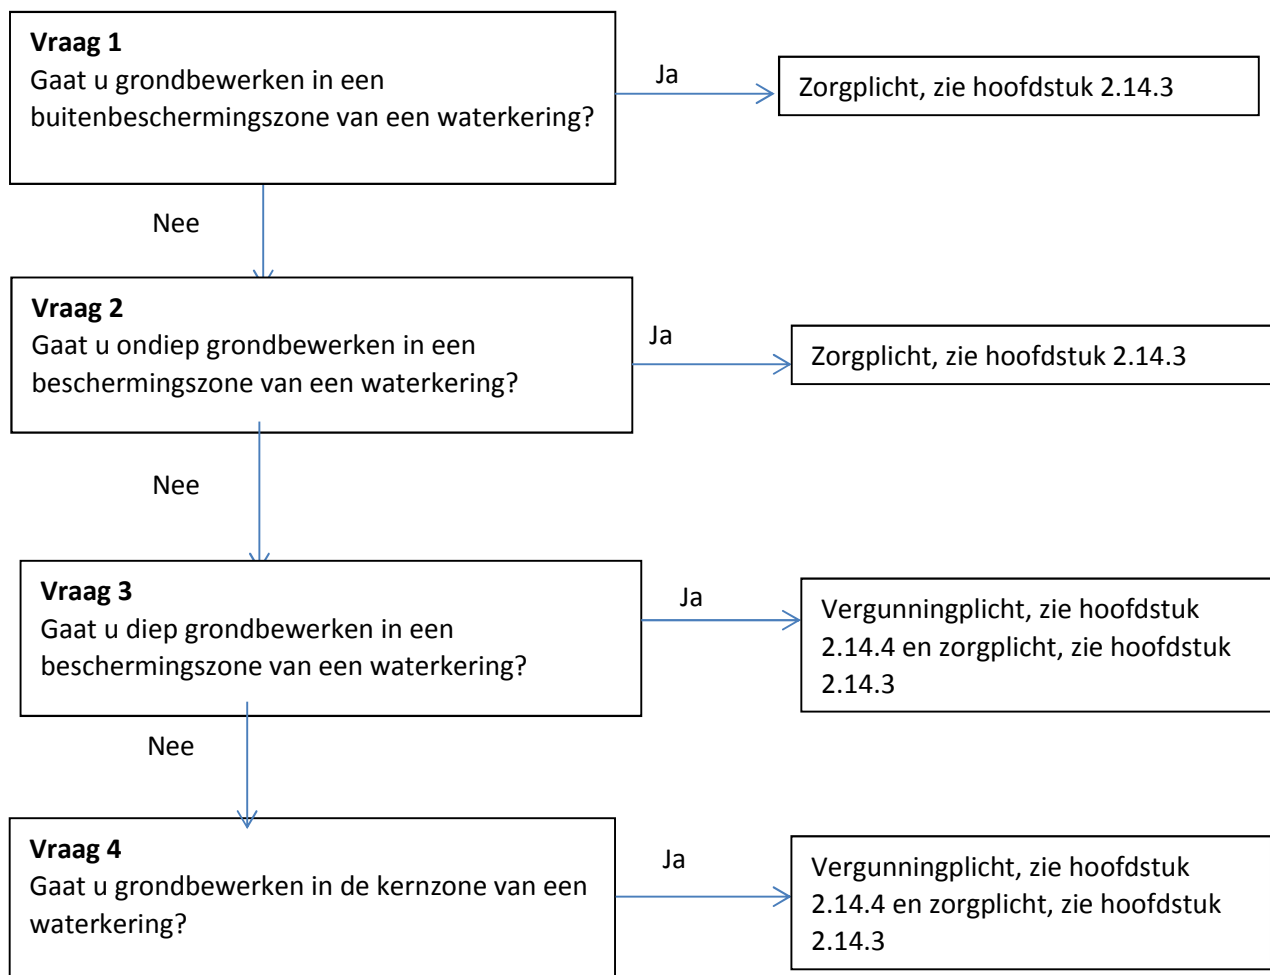 Vraag 1
Gaat u grondbewerken in een
buitenbeschermingszone van een waterkering?
Ja
Zorgplicht, zie hoofdstuk 2.14.3
Nee
Vraag 2
Gaat u ondiep grondbewerken in een
beschermingszone van een waterkering?
Ja
Zorgplicht, zie hoofdstuk 2.14.3
Nee
Vraag 3
Gaat u diep grondbewerken in een
beschermingszone van een waterkering?
Ja
Vergunningplicht, zie hoofdstuk
2.14.4 en zorgplicht, zie hoofdstuk
2.14.3
Nee
Vraag 4
Gaat u grondbewerken in de kernzone van een
waterkering?
Ja
Vergunningplicht, zie hoofdstuk
2.14.4 en zorgplicht, zie hoofdstuk
2.14.3